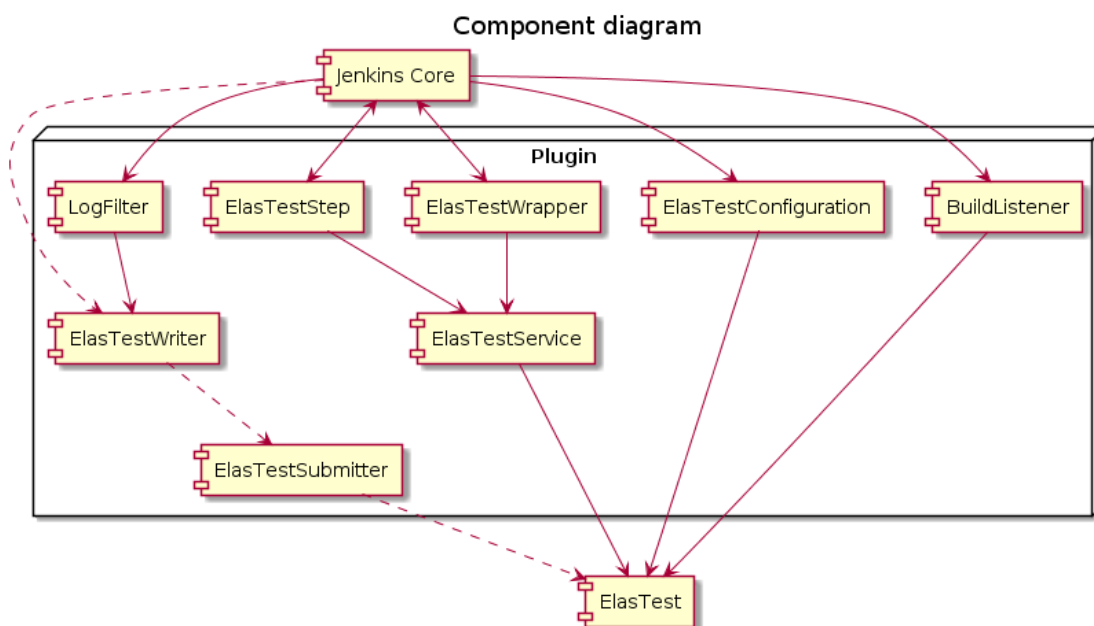 Component diagram
Jenkins Core
Plugin
LogFilter
ElasTestStep
ElasTestWrapper
ElasTestConfiguration
BuildListener
ElasTestWriter
ElasTestService
ElasTestSubmitter
ElasTest